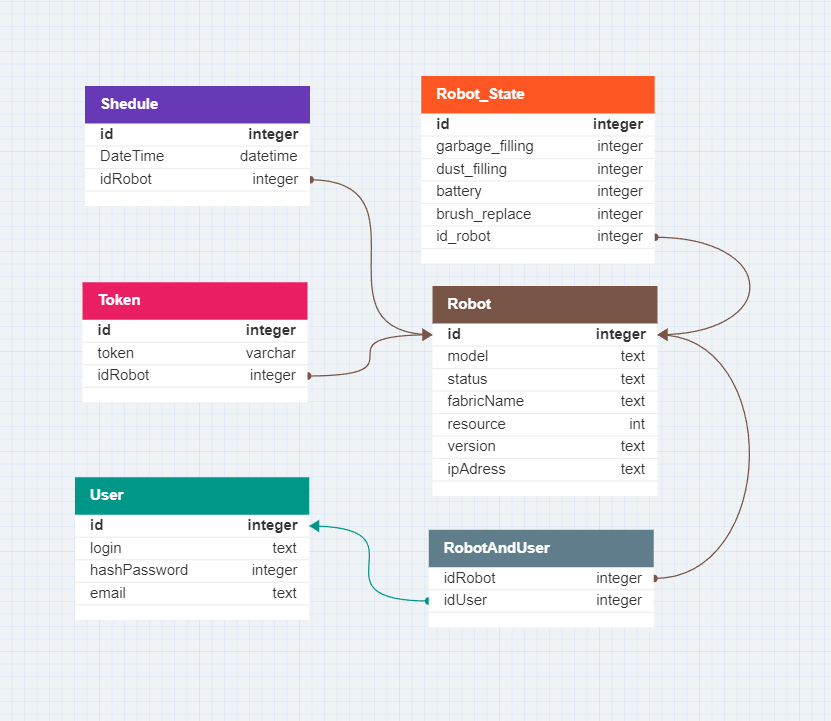 Shedule
id integer
DateTime datetime
idRobot integer
Robot_State
id integer
garbage_filling integer
dust_filling integer
battery integer
brush_replace integer
id_robot integer
Token
id integer
token varchar
idRobot integer
Robot
id integer
model text
status text
fabricName text
resource int
version text
ipAdress text
User
id integer
login text
hashPassword integer
email text
RobotAndUser
idRobot integer
idUser integer